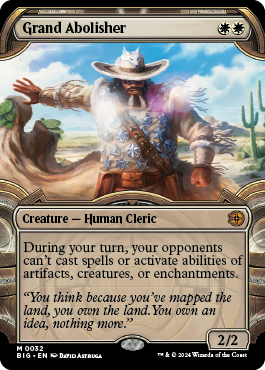 Grand Abolisher
Creature — Human Cleric
During your turn, your opponents
can't cast spells or activate abilities of
artifacts, creatures, or enchantments.
“You think because you've mapped the
land, you own the land. You own an
idea, nothing more.”
2/2
M 0032
BIG • EN DAVID ASTRUGA
™ & © 2024 Wizards of the Coast